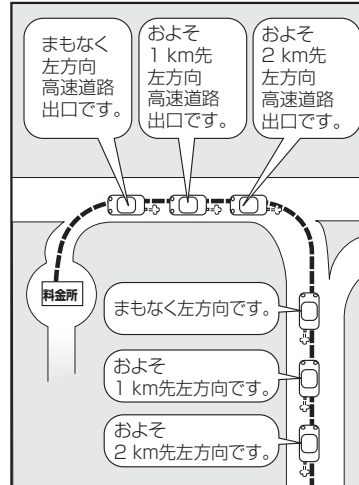 まもなく
左方向
高速道路
出口です。
およそ
1 km先
左方向
高速道路
出口です。
およそ
2 km先
左方向
高速道路
出口です。
料金所
まもなく左方向です。
およそ
1 km先左方向です。
およそ
2 km先左方向です。